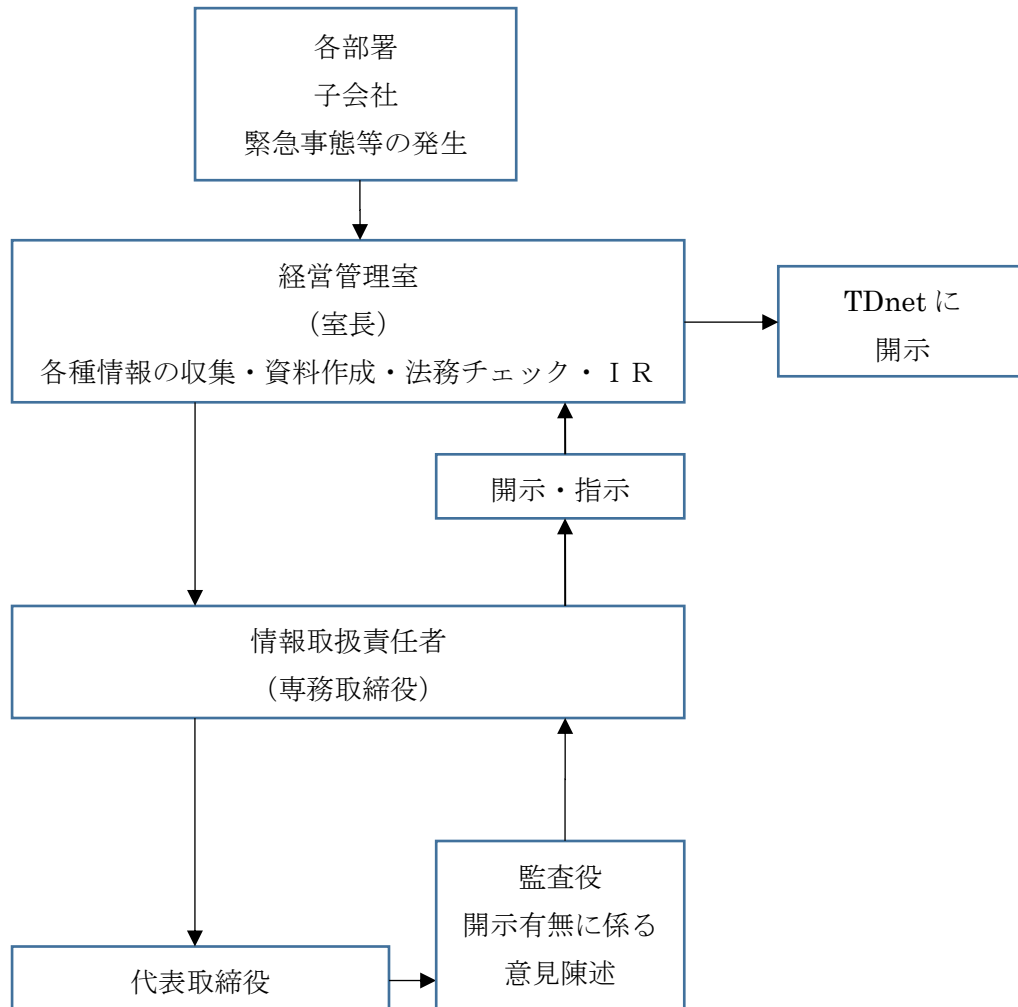 各部署
子会社
緊急事態等の発生
経営管理室
（室長）
各種情報の収集・資料作成・法務チェック・ＩＲ
TDnet に
開示
開示・指示
情報取扱責任者
（専務取締役）
監査役
開示有無に係る
意見陳述
代表取締役